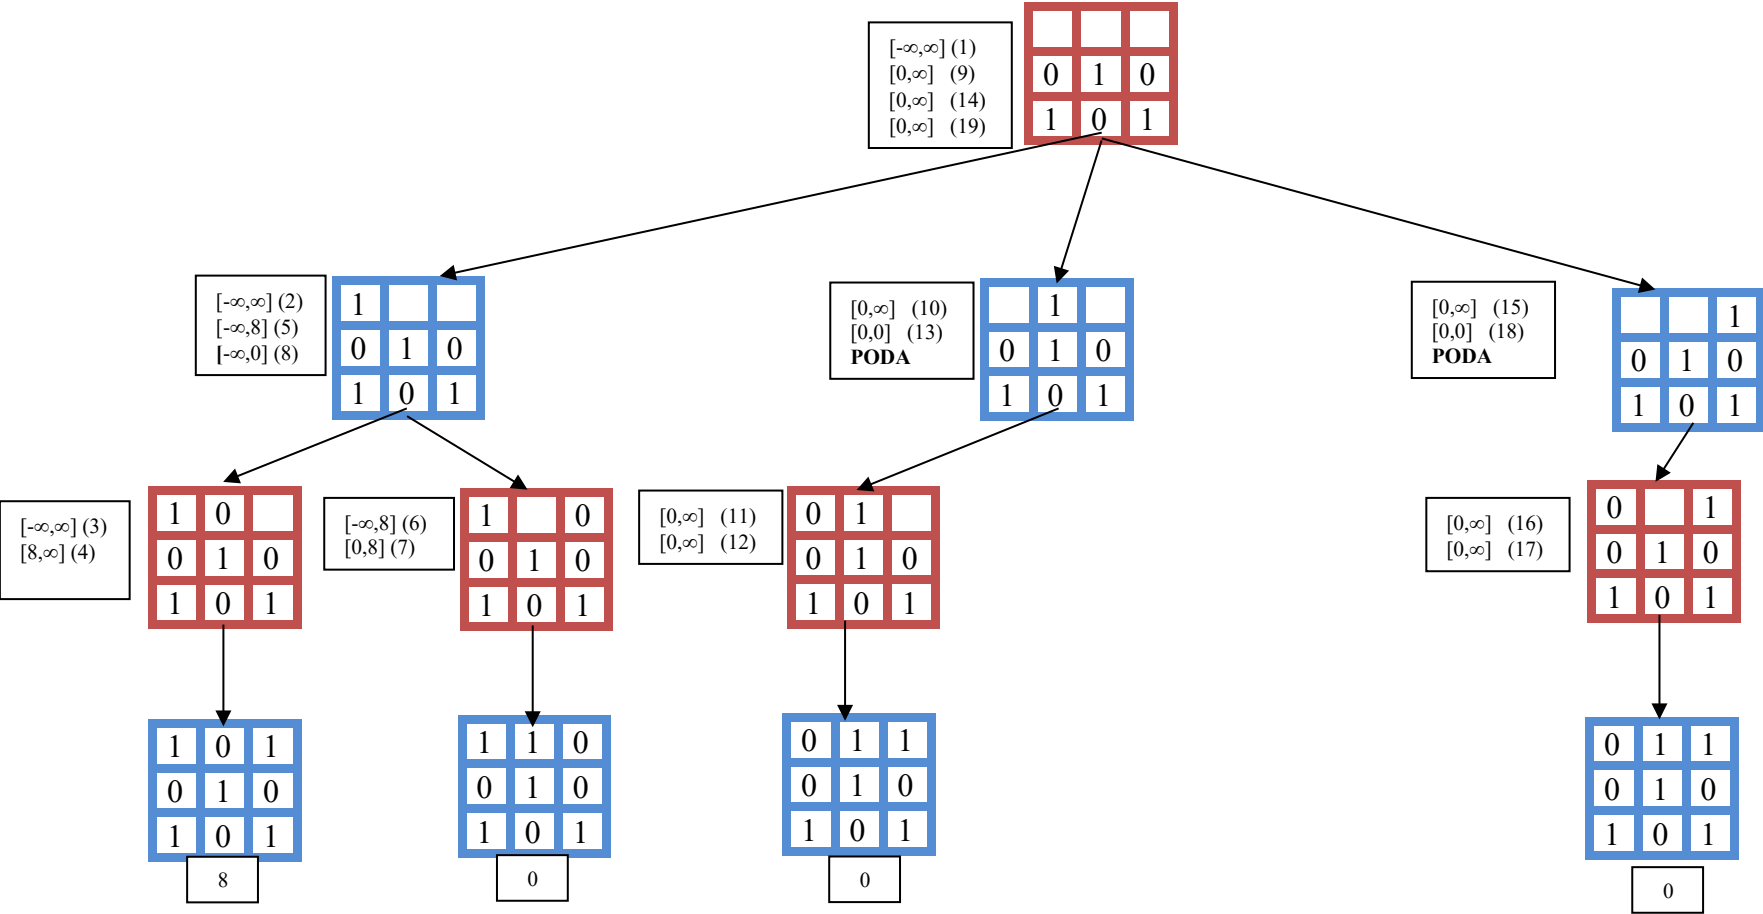 [-∞,∞] (1)
[0,∞] (9)
[0,∞] (14)
[0,∞] (19)
0 1 0
1 0 1
[-∞,∞] (2)
[-∞,8] (5)
[-∞,0] (8)
1
0 1 0
1 0 1
[0,∞] (10)
[0,0] (13)
PODA
1
0 1 0
1 0 1
[0,∞] (15)
[0,0] (18)
PODA
1
0 1 0
1 0 1
[-∞,∞] (3)
[8,∞] (4)
1 0
0 1 0
1 0 1
[-∞,8] (6)
[0,8] (7)
1 0
0 1 0
1 0 1
[0,∞] (11)
[0,∞] (12)
0 1
0 1 0
1 0 1
[0,∞] (16)
[0,∞] (17)
0 1
0 1 0
1 0 1
1 0 1
0 1 0
1 0 1
8
1 1 0
0 1 0
1 0 1
0
0 1 1
0 1 0
1 0 1
0
0 1 1
0 1 0
1 0 1
0